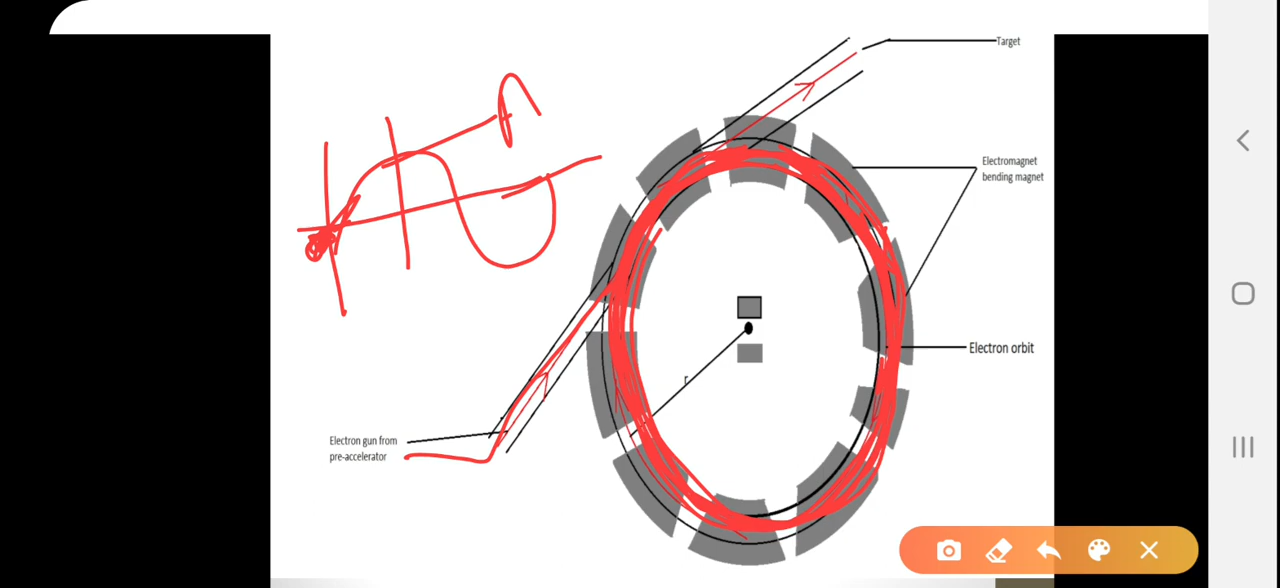 Target
Electromagnet
bending magnet
Electron orbit
r
Electron gun from
pre-accelerator